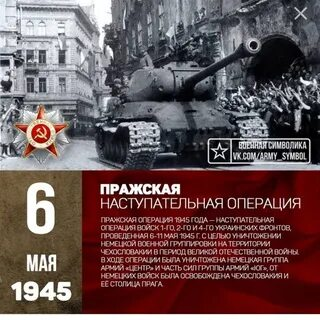 ВОЕННАЯ СИМВОЛИКА
VK.COM/ARMY_SYMBOL
6
МАЯ
1945
ПРАЖСКАЯ
НАСТУПАТЕЛЬНАЯ ОПЕРАЦИЯ
ПРАЖСКАЯ ОПЕРАЦИЯ 1945 ГОДА — НАСТУПАТЕЛЬНАЯ
ОПЕРАЦИЯ ВОЙСК 1-ГО, 2-ГО И 4-ГО УКРАИНСКИХ ФРОНТОВ,
ПРОВЕДЕННАЯ 6-11 МАЯ 1945 Г. С ЦЕЛЬЮ УНИЧТОЖЕНИИ
НЕМЕЦКОЙ ВОЕННОЙ ГРУППИРОВКИ НА ТЕРРИТОРИИ
ЧЕХОСЛОВАКИИ В ПЕРИОД ВЕЛИКОЙ ОТЕЧЕСТВЕННОЙ ВОЙНЫ.
В ХОДЕ ОПЕРАЦИИ БЫЛА УНИЧТОЖЕНА НЕМЕЦКАЯ ГРУППА
АРМИЙ «ЦЕНТР» И ЧАСТЬ СИЛ ГРУППЫ АРМИЙ «ЮГ», ОТ
НЕМЕЦКИХ ВОЙСК БЫЛА ОСВОБОЖДЕНА ЧЕХОСЛОВАКИЯ И
ЕЁ СТОЛИЦА ПРАГА.